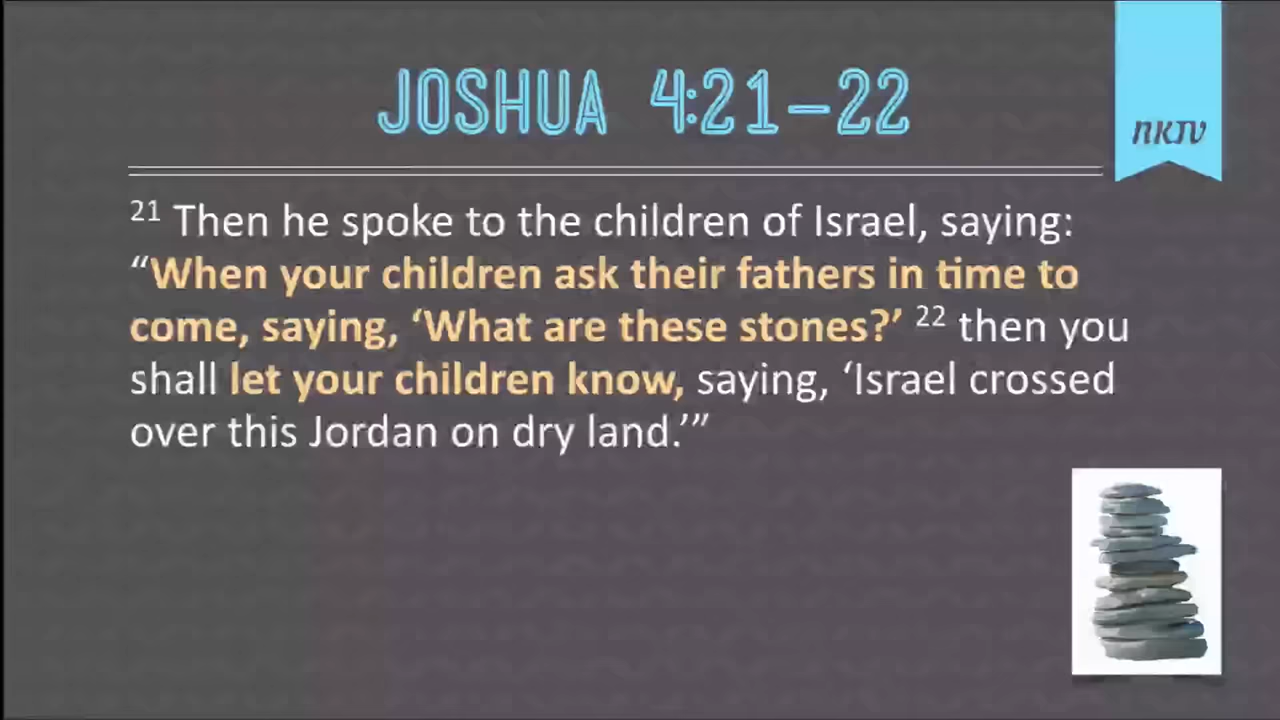 JOSHUA 4:21–22
NKJV
21 Then he spoke to the children of Israel, saying:
“When your children ask their fathers in time to
come, saying, ‘What are these stones?’ 22 then you
shall let your children know, saying, ‘Israel crossed
over this Jordan on dry land.’”